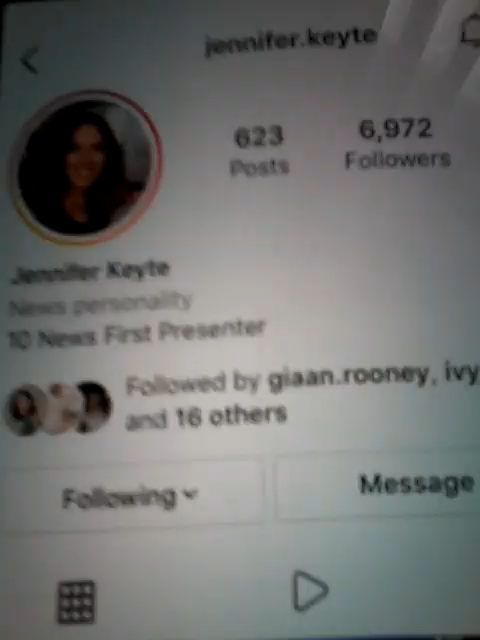 jennifer.keyte
623 6,972
Posts Followers
Jennifer Keyte
News personality
10 News First Presenter
Followed by giaan.rooney, ivy
and 16 others
Following Message